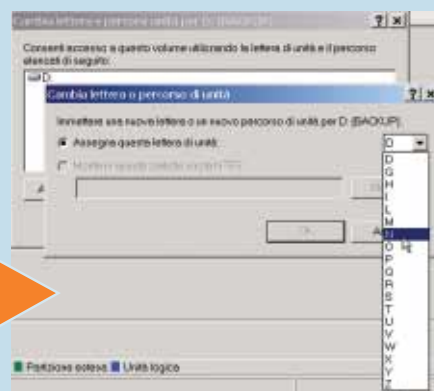 Cambia lettera e percorsi unità per D: (BACKUP)
Consenti accesso a questo volume utilizzando la lettera di unità e il percorso
elencati di seguito:
D:
Cambia lettera o percorso di unità
Immettere una nuova lettera o un nuovo percorso di unità per D: (BACKUP).
Assegna questa lettera di unità:
D
D
G
H
I
L
M
N
O
P
Q
R
S
T
U
V
W
X
Y
Z
A
OK
A
Partizione estesa
Unità logica